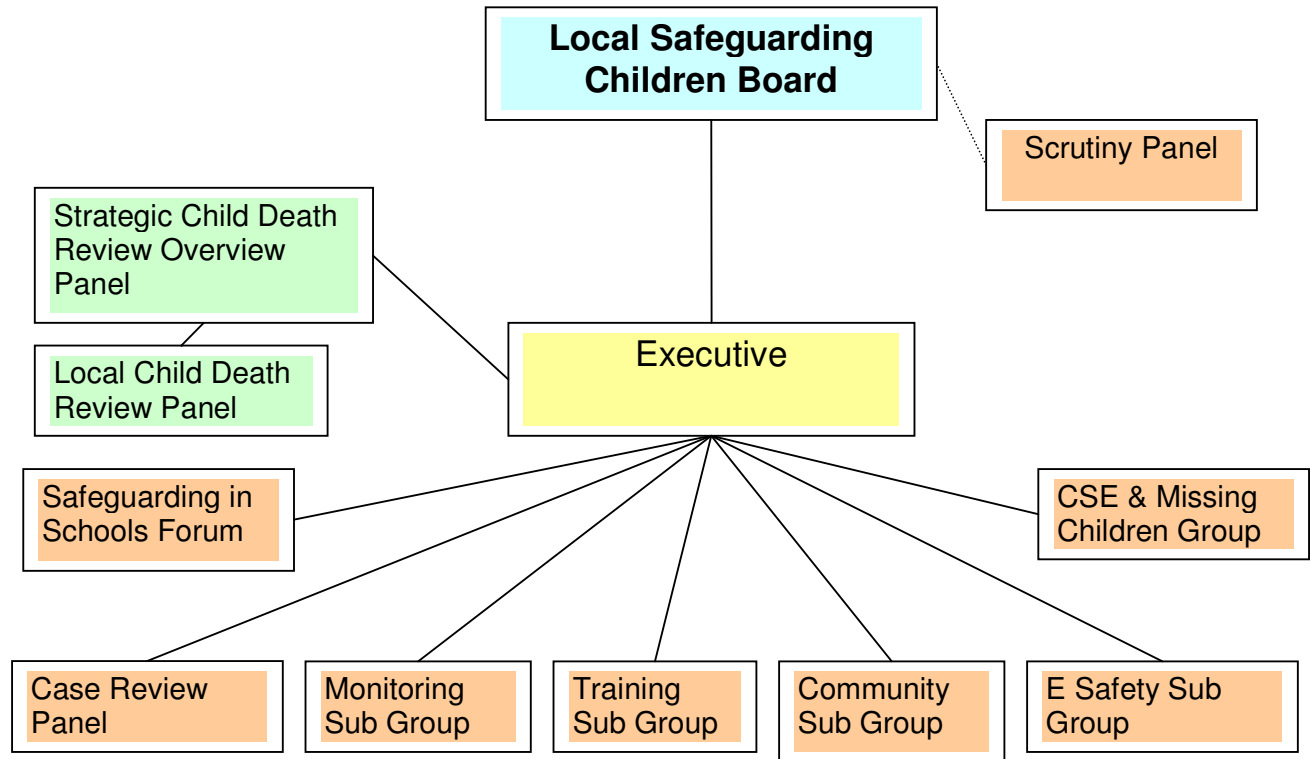 Local Safeguarding
Children Board
Scrutiny Panel
Strategic Child Death
Review Overview
Panel
Local Child Death
Review Panel
Executive
Safeguarding in
Schools Forum
CSE & Missing
Children Group
Case Review
Panel
Monitoring
Sub Group
Training
Sub Group
Community
Sub Group
E Safety Sub
Group